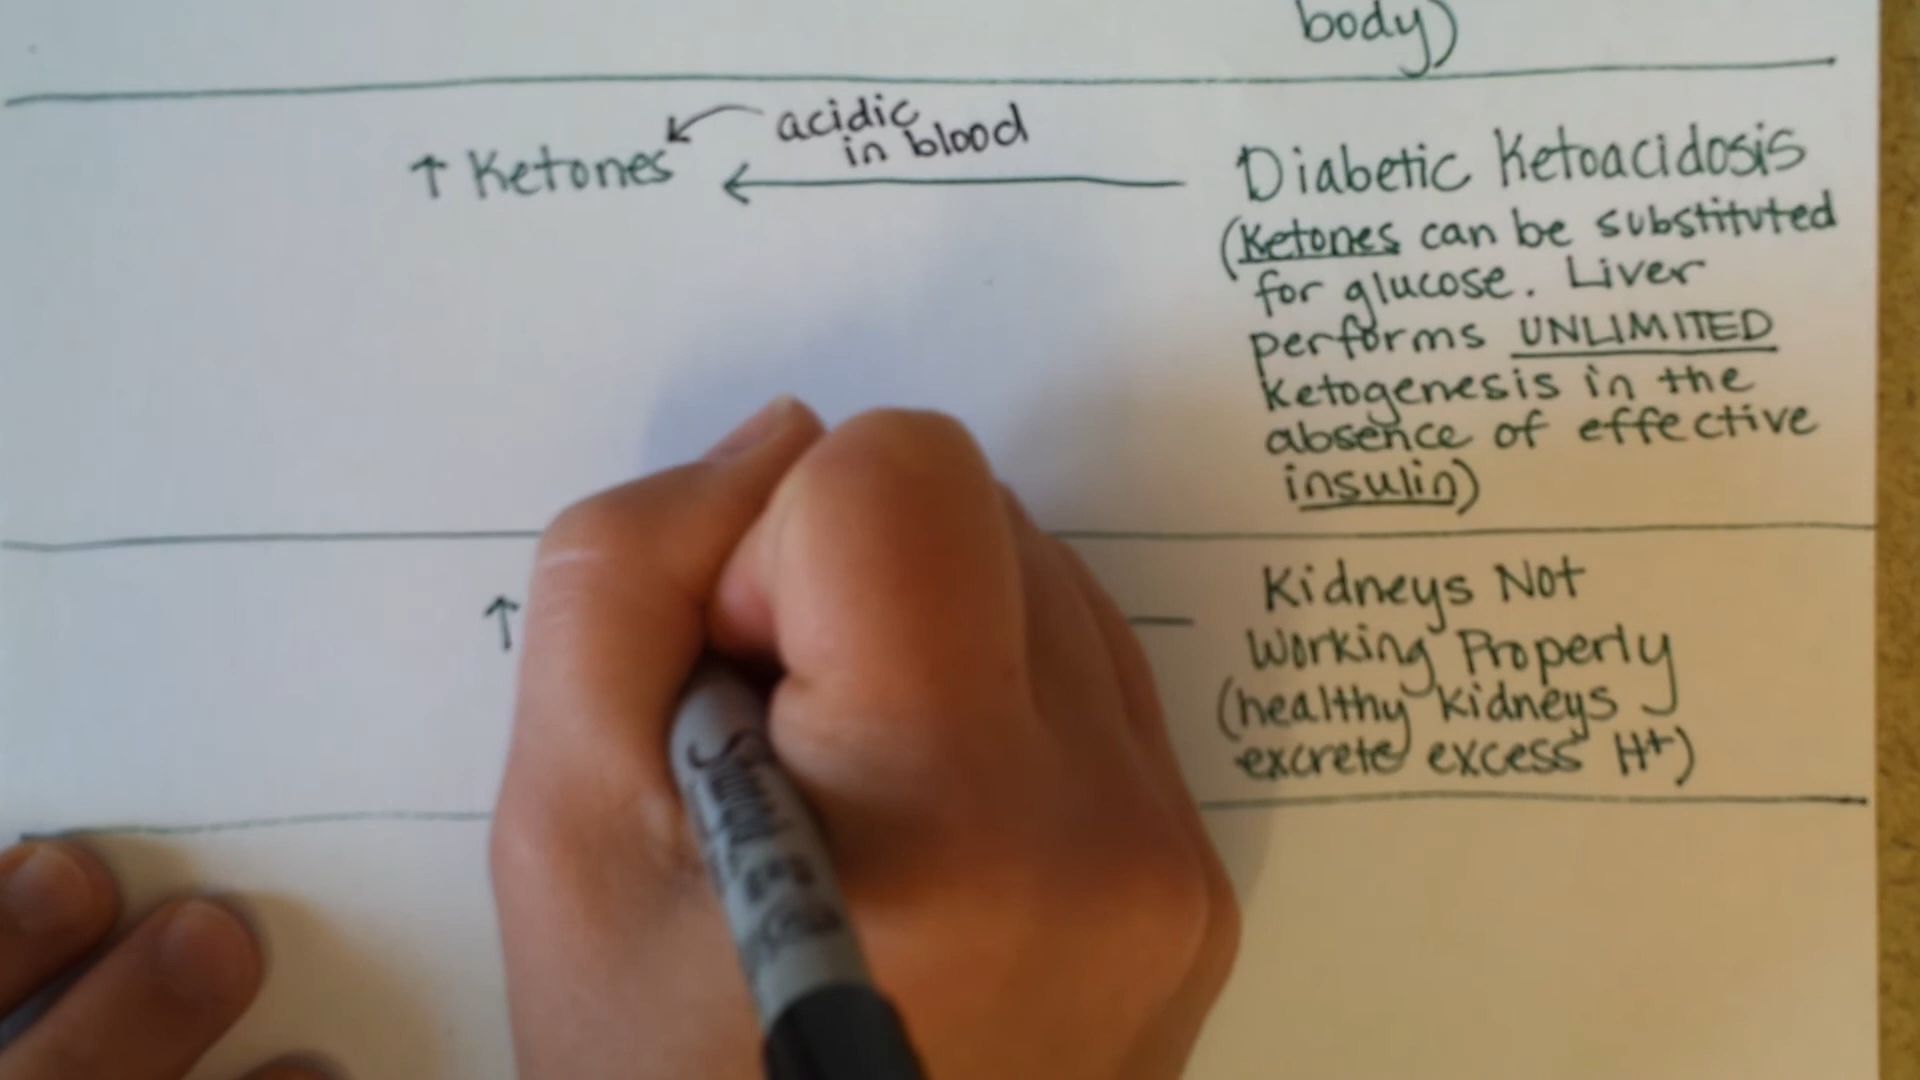 body)
acidic
in blood
↑ Ketones
←
Diabetic Ketoacidosis
(Ketones can be substituted
for glucose. Liver
performs UNLIMITED
ketogenesis in the
absence of effective
insulin)
↑
Kidneys Not
Working Properly
(healthy kidneys
excrete excess H+)